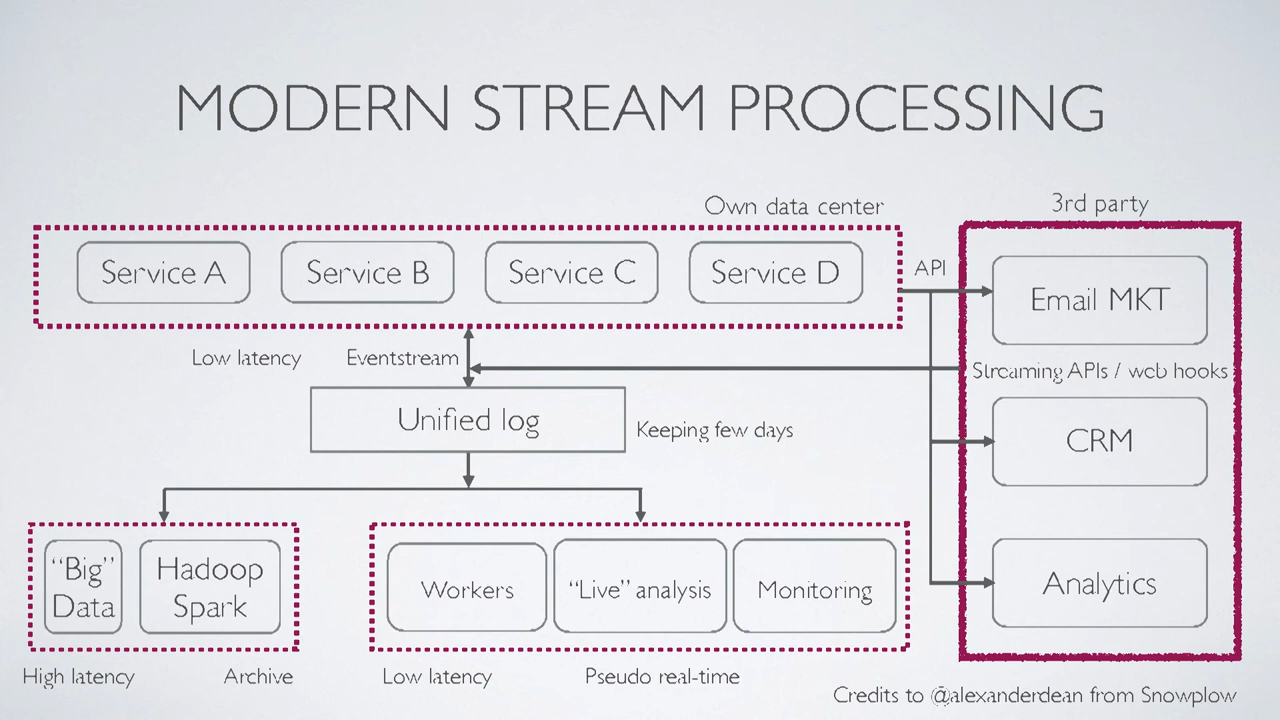 MODERN STREAM PROCESSING
Own data center
3rd party
Service A
Service B
Service C
Service D
API
Email MKT
Low latency
Eventstream
Streaming APIs / web hooks
Unified log
Keeping few days
CRM
"Big"
Data
Hadoop
Spark
Workers
"Live" analysis
Monitoring
Analytics
High latency
Archive
Low latency
Pseudo real-time
Credits to @alexanderdean from Snowplow